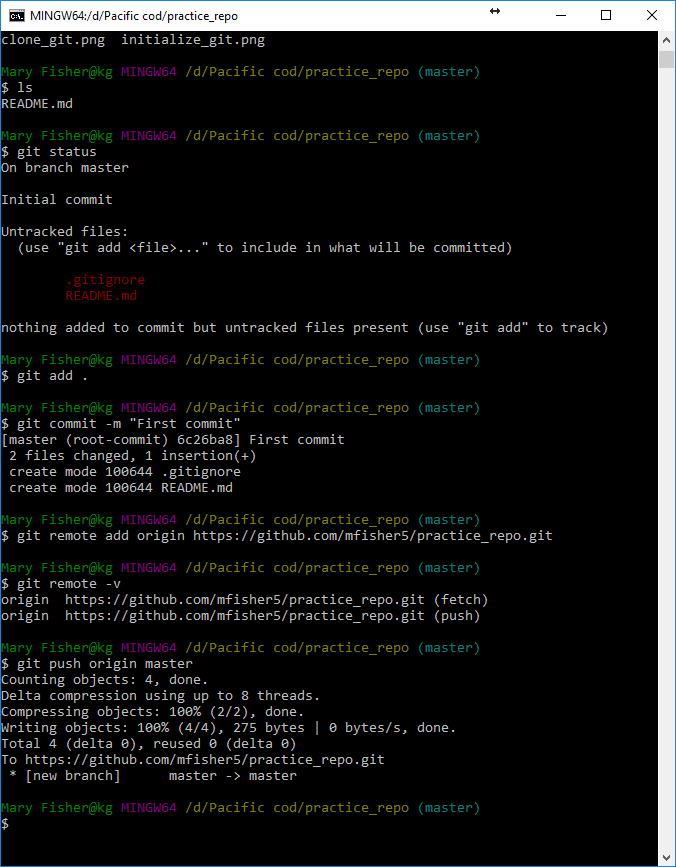 MINGW64:/d/Pacific cod/practice_repo
clone_git.png  initialize_git.png
Mary Fisher@kg MINGW64 /d/Pacific cod/practice_repo (master)
$ ls
README.md
Mary Fisher@kg MINGW64 /d/Pacific cod/practice_repo (master)
$ git status
On branch master
Initial commit
Untracked files:
  (use "git add <file>..." to include in what will be committed)
        .gitignore
        README.md
nothing added to commit but untracked files present (use "git add" to track)
Mary Fisher@kg MINGW64 /d/Pacific cod/practice_repo (master)
$ git add .
Mary Fisher@kg MINGW64 /d/Pacific cod/practice_repo (master)
$ git commit -m "First commit"
[master (root-commit) 6c26ba8] First commit
 2 files changed, 1 insertion(+)
 create mode 100644 .gitignore
 create mode 100644 README.md
Mary Fisher@kg MINGW64 /d/Pacific cod/practice_repo (master)
$ git remote add origin https://github.com/mfisher5/practice_repo.git
Mary Fisher@kg MINGW64 /d/Pacific cod/practice_repo (master)
$ git remote -v
origin  https://github.com/mfisher5/practice_repo.git (fetch)
origin  https://github.com/mfisher5/practice_repo.git (push)
Mary Fisher@kg MINGW64 /d/Pacific cod/practice_repo (master)
$ git push origin master
Counting objects: 4, done.
Delta compression using up to 8 threads.
Compressing objects: 100% (2/2), done.
Writing objects: 100% (4/4), 275 bytes | 0 bytes/s, done.
Total 4 (delta 0), reused 0 (delta 0)
To https://github.com/mfisher5/practice_repo.git
 * [new branch]      master -> master
Mary Fisher@kg MINGW64 /d/Pacific cod/practice_repo (master)
$